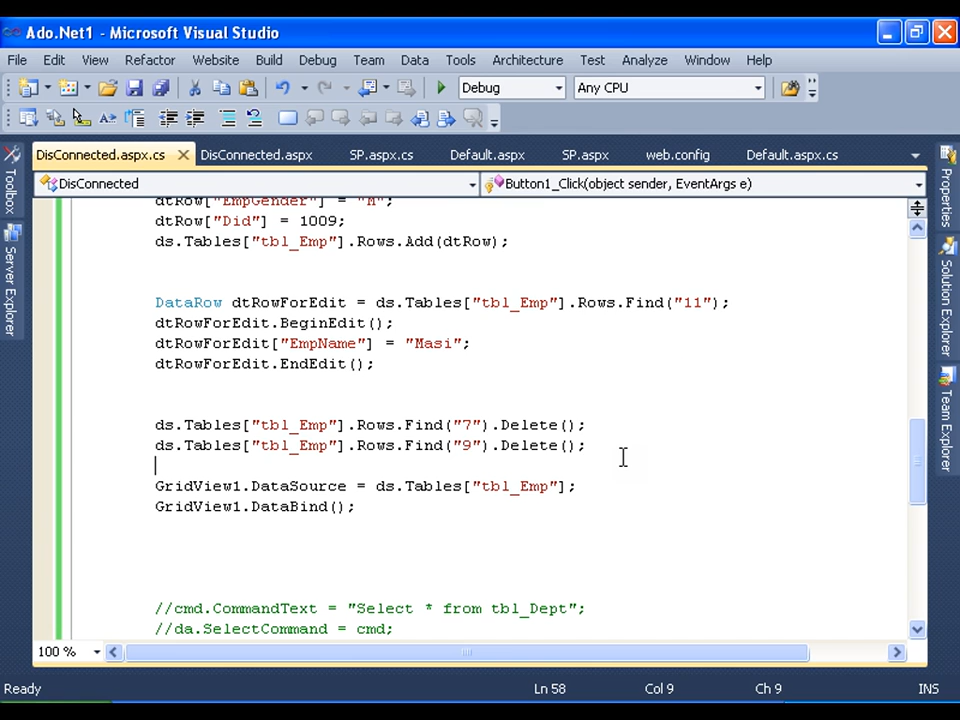 Ado.Net1 - Microsoft Visual Studio
File Edit View Refactor Website Build Debug Team Data Tools Architecture Test Analyze Window Help
Debug Any CPU
DisConnected.aspx.cs DisConnected.aspx SP.aspx.cs Default.aspx SP.aspx web.config Default.aspx.cs
DisConnected Button1_Click(object sender, EventArgs e)
Toolbox
Server Explorer
dtRow["EmpGender"] = "M";
dtRow["Did"] = 1009;
ds.Tables["tbl_Emp"].Rows.Add(dtRow);
DataRow dtRowForEdit = ds.Tables["tbl_Emp"].Rows.Find("11");
dtRowForEdit.BeginEdit();
dtRowForEdit["EmpName"] = "Masi";
dtRowForEdit.EndEdit();
ds.Tables["tbl_Emp"].Rows.Find("7").Delete();
ds.Tables["tbl_Emp"].Rows.Find("9").Delete();
GridView1.DataSource = ds.Tables["tbl_Emp"];
GridView1.DataBind();
//cmd.CommandText = "Select * from tbl_Dept";
//da.SelectCommand = cmd;
Properties
Solution Explorer
Team Explorer
100 %
Ready Ln 58 Col 9 Ch 9 INS